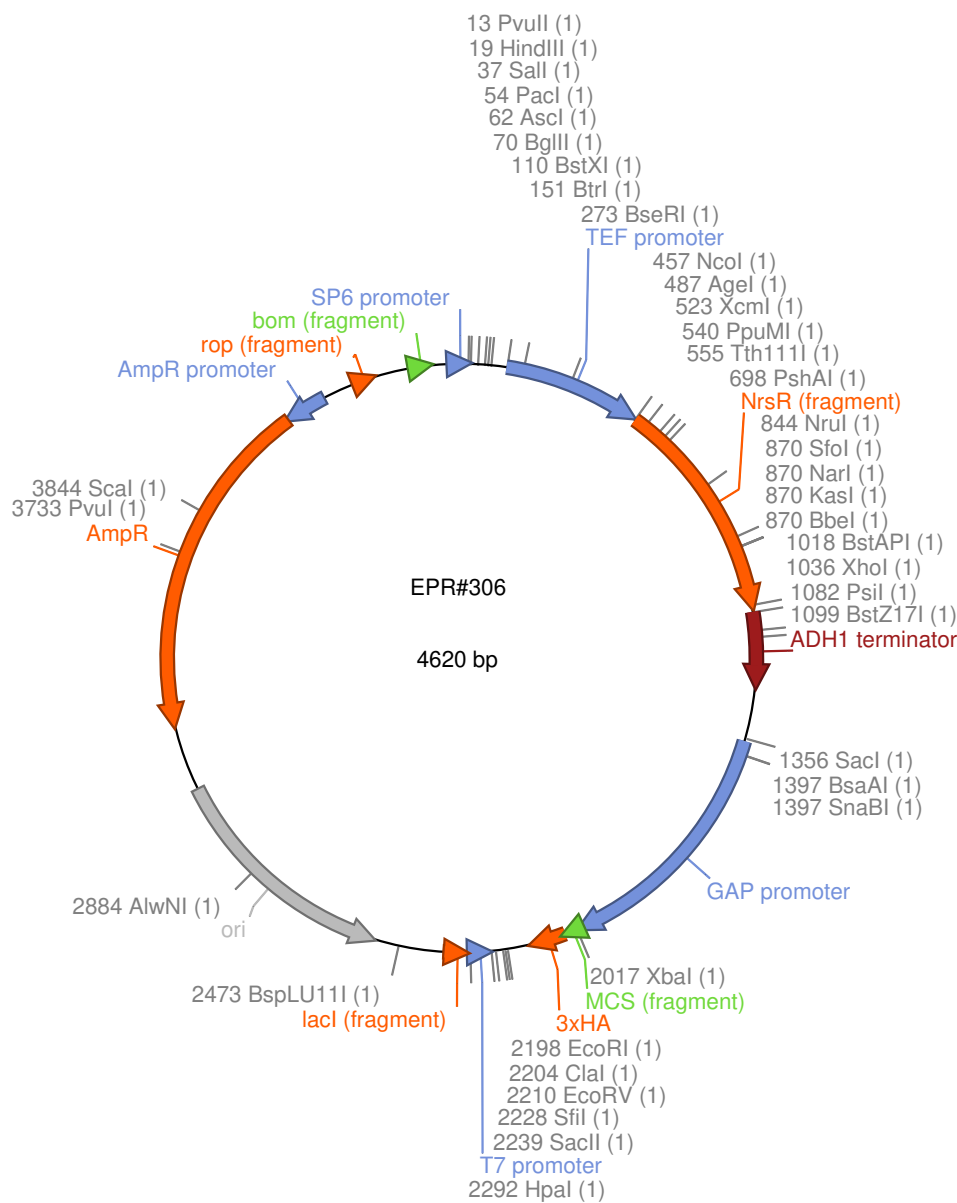 13 PvuII (1)
19 HindIII (1)
37 SalI (1)
54 PacI (1)
62 AscI (1)
70 BglII (1)
110 BstXI (1)
151 BtrI (1)
273 BseRI (1)
TEF promoter
457 NcoI (1)
487 AgeI (1)
523 XcmI (1)
540 PpuMI (1)
555 Tth111I (1)
698 PshAI (1)
NrsR (fragment)
844 NruI (1)
870 SfoI (1)
870 NarI (1)
870 KasI (1)
870 BbeI (1)
1018 BstAPI (1)
1036 XhoI (1)
1082 PsiI (1)
1099 BstZ17I (1)
ADH1 terminator
1356 SacI (1)
1397 BsaAI (1)
1397 SnaBI (1)
GAP promoter
2017 XbaI (1)
MCS (fragment)
3xHA
2198 EcoRI (1)
2204 ClaI (1)
2210 EcoRV (1)
2228 SfiI (1)
2239 SacII (1)
T7 promoter
2292 HpaI (1)
lacI (fragment)
2473 BspLU11I (1)
ori
2884 AlwNI (1)
AmpR
3733 PvuI (1)
3844 ScaI (1)
AmpR promoter
rop (fragment)
bom (fragment)
SP6 promoter
EPR#306
4620 bp